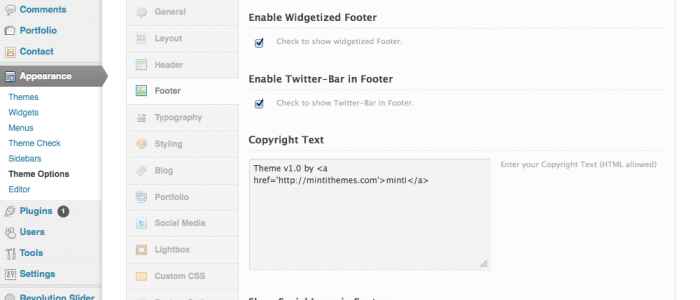 Comments
Portfolio
Contact
Appearance
Themes
Widgets
Menus
Theme Check
Sidebars
Theme Options
Editor
Plugins 1
Users
Tools
Settings
Revolution Slider
General
Layout
Header
Footer
Typography
Styling
Blog
Portfolio
Social Media
Lightbox
Custom CSS
Enable Widgetized Footer
Check to show widgetized Footer.
Enable Twitter-Bar in Footer
Check to show Twitter-Bar in Footer.
Copyright Text
Theme v1.0 by <a
href='http://mintithemes.com'>minti</a>
Enter your Copyright Text (HTML allowed)